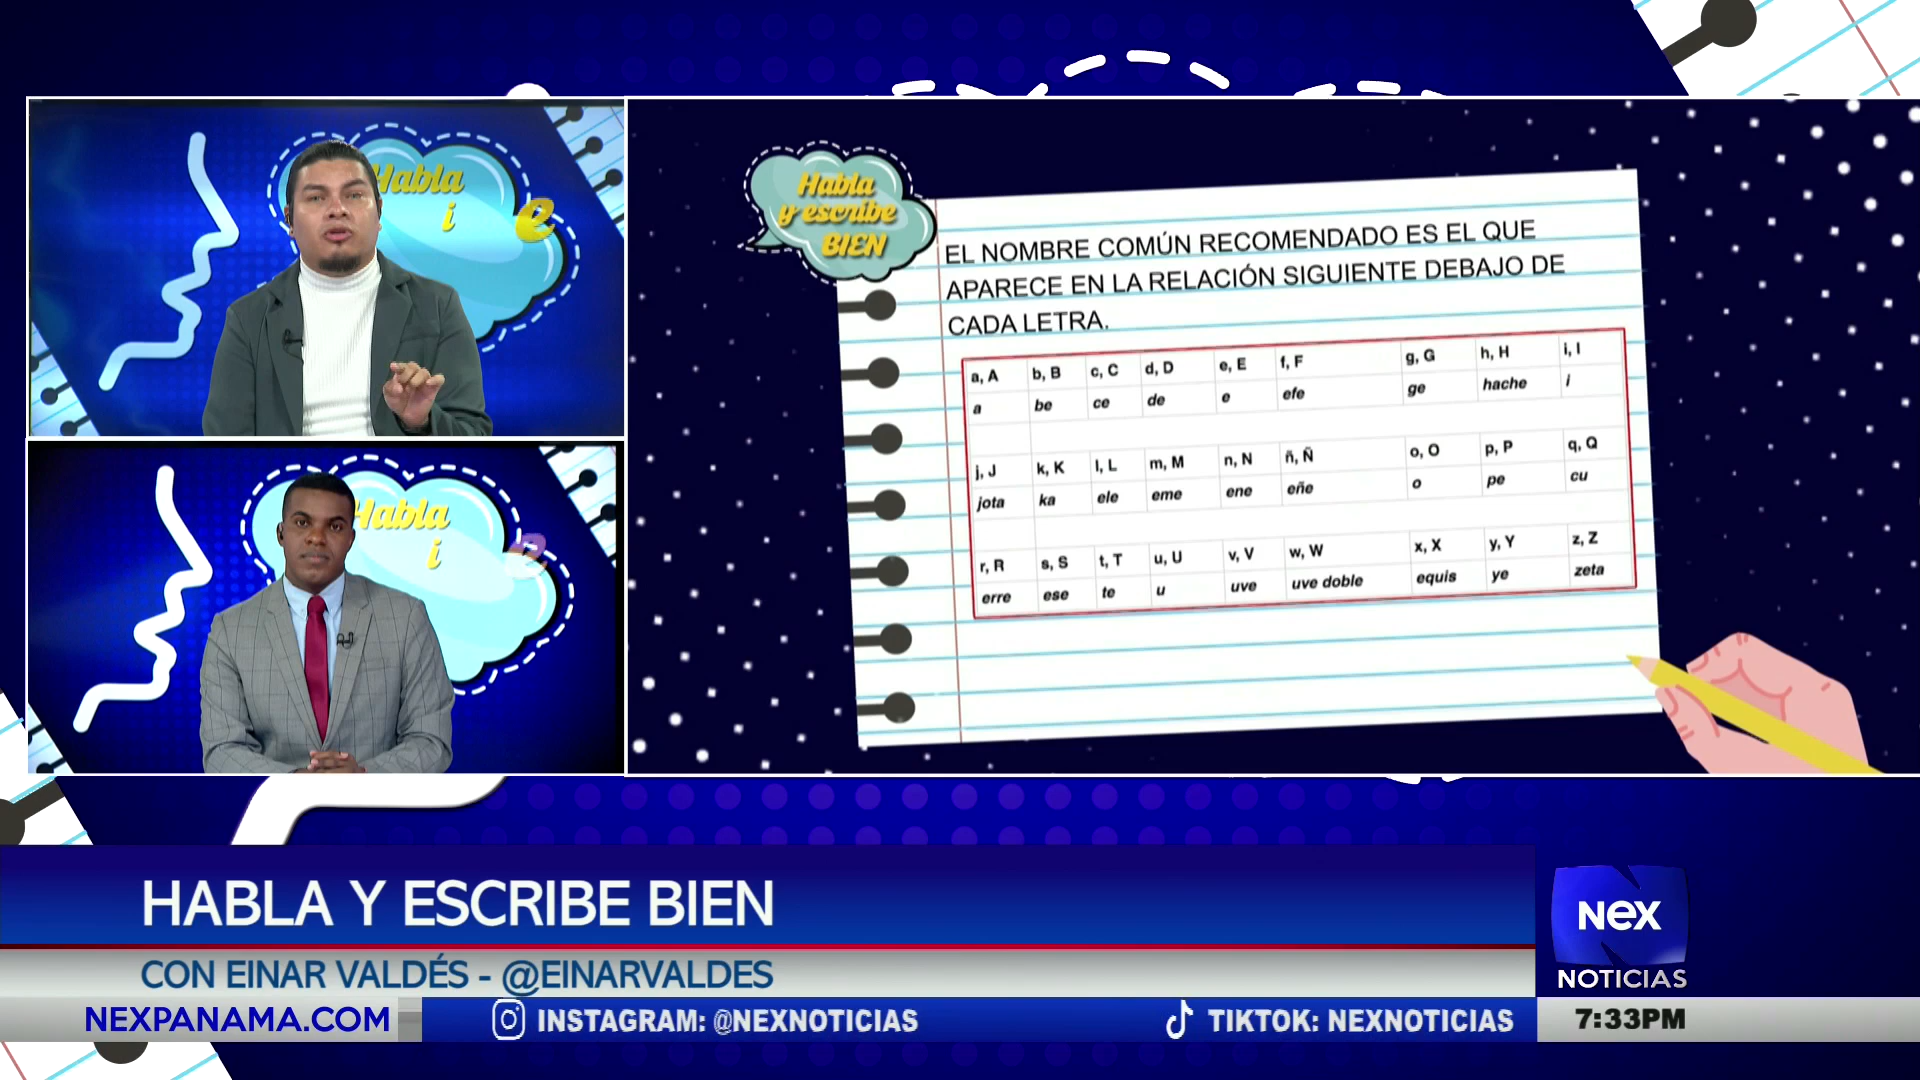 Habla
i e
Habla
i e
Habla
y escribe
BIEN
EL NOMBRE COMÚN RECOMENDADO ES EL QUE
APARECE EN LA RELACIÓN SIGUIENTE DEBAJO DE
CADA LETRA.
a, A b, B c, C d, D e, E f, F g, G h, H i, I
a be ce de e efe ge hache i
j, J k, K l, L m, M n, N ñ, Ñ o, O p, P q, Q
jota ka ele eme ene eñe o pe cu
r, R s, S t, T u, U v, V w, W x, X y, Y z, Z
erre ese te u uve uve doble equis ye zeta
HABLA Y ESCRIBE BIEN
CON EINAR VALDÉS - @EINARVALDES
NEXPANAMA.COM
INSTAGRAM: @NEXNOTICIAS
TIKTOK: NEXNOTICIAS
NEX
NOTICIAS
7:33PM